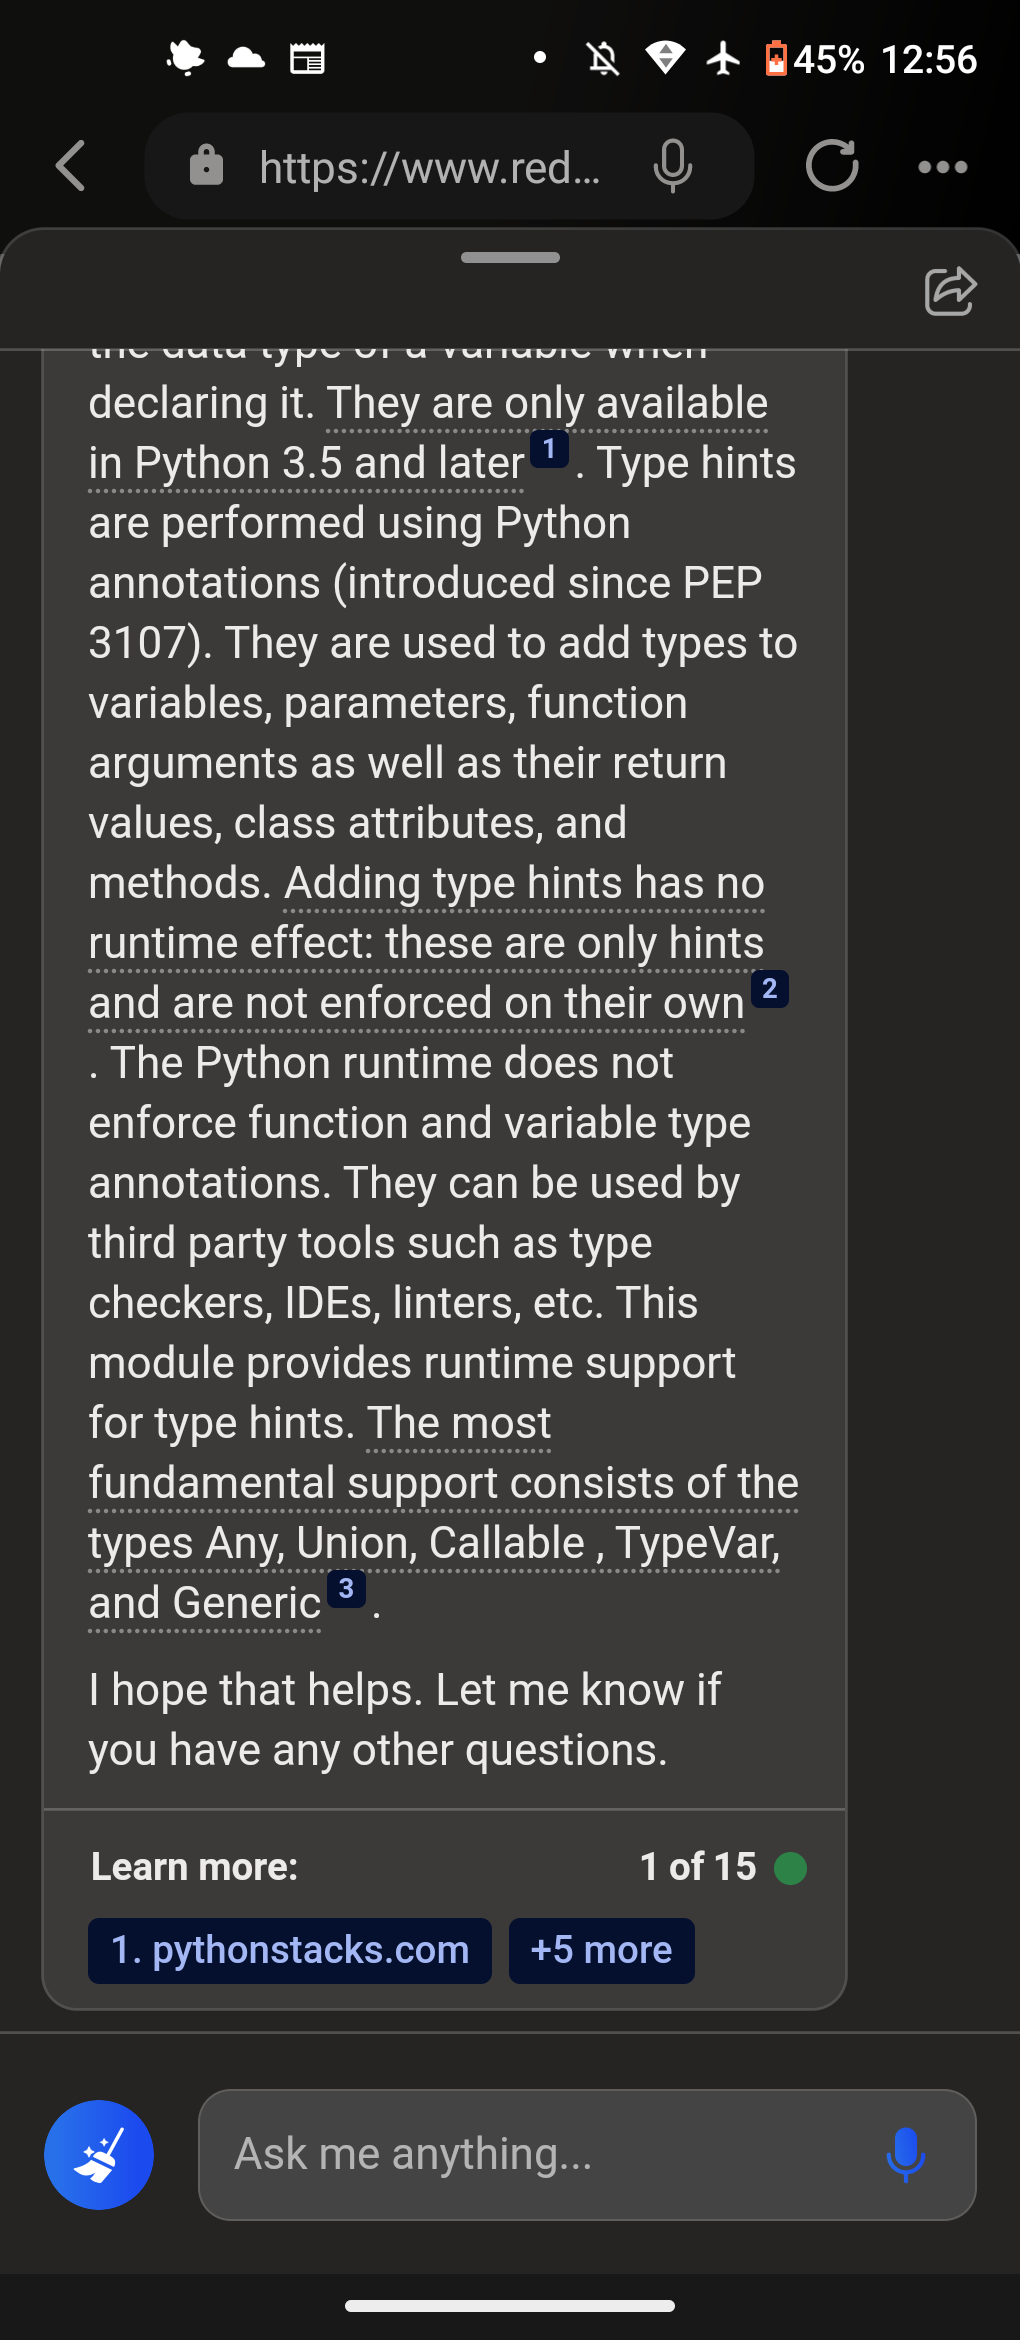 45% 12:56
https://www.red...
the data type of a variable when
declaring it. They are only available
in Python 3.5 and later 1 . Type hints
are performed using Python
annotations (introduced since PEP
3107). They are used to add types to
variables, parameters, function
arguments as well as their return
values, class attributes, and
methods. Adding type hints has no
runtime effect: these are only hints
and are not enforced on their own 2
. The Python runtime does not
enforce function and variable type
annotations. They can be used by
third party tools such as type
checkers, IDEs, linters, etc. This
module provides runtime support
for type hints. The most
fundamental support consists of the
types Any, Union, Callable , TypeVar,
and Generic 3 .
I hope that helps. Let me know if
you have any other questions.
Learn more: 1 of 15
1. pythonstacks.com +5 more
Ask me anything...